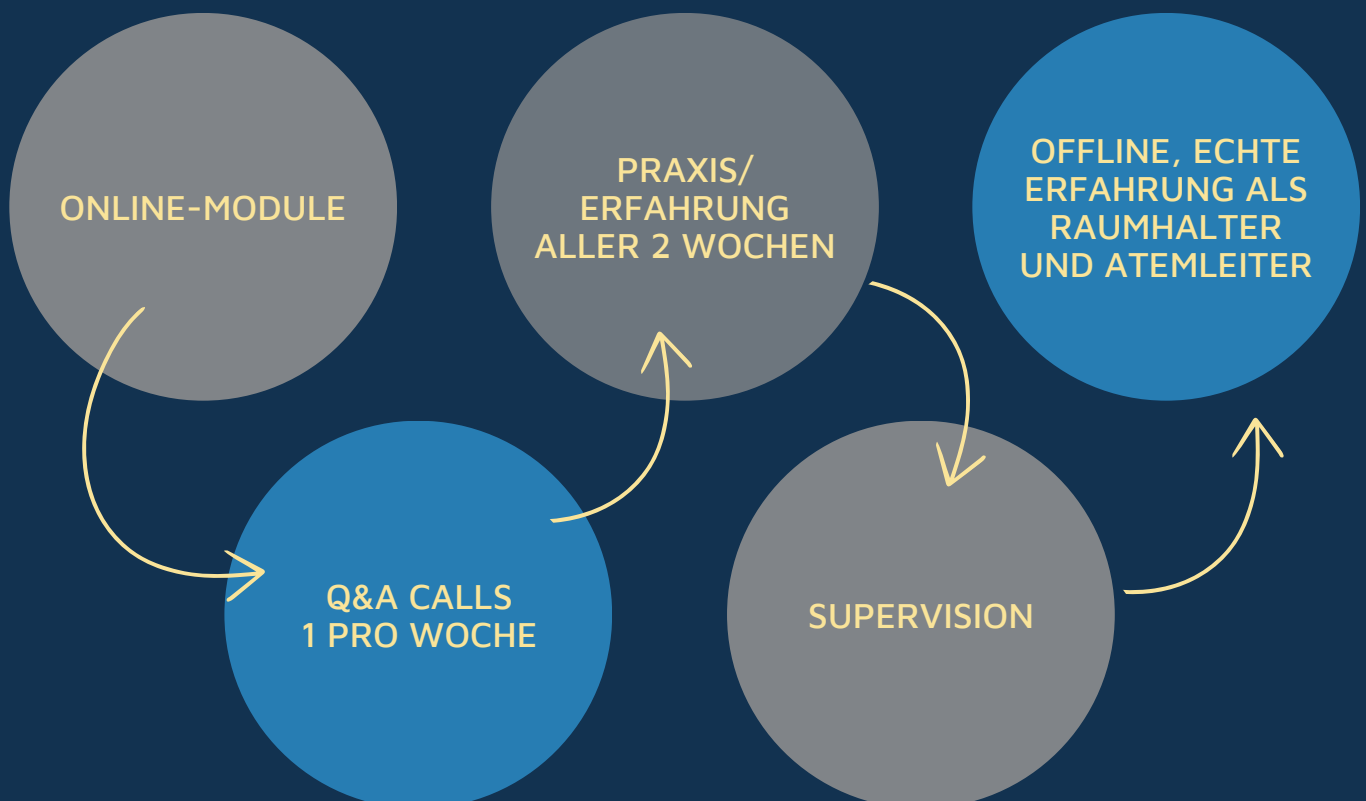 ONLINE-MODULE
Q&A CALLS
1 PRO WOCHE
PRAXIS/
ERFAHRUNG
ALLER 2 WOCHEN
SUPERVISION
OFFLINE, ECHTE
ERFAHRUNG ALS
RAUMHALTER
UND ATEMLEITER